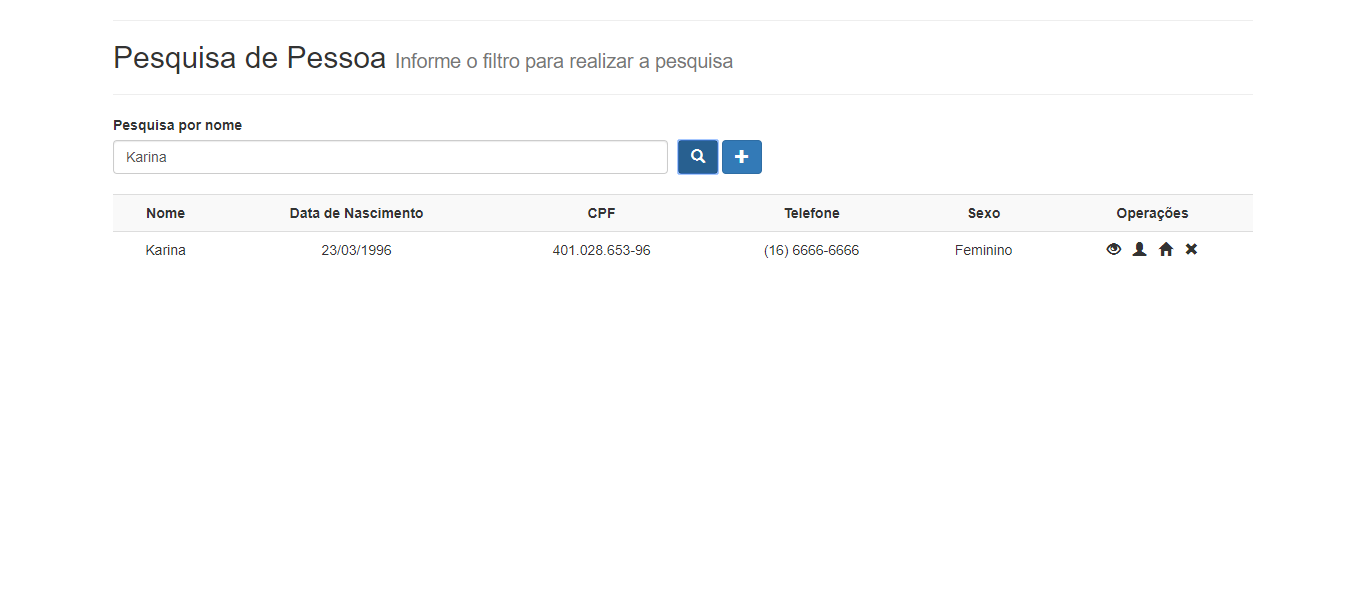 Pesquisa de Pessoa Informe o filtro para realizar a pesquisa
Pesquisa por nome
Karina
Nome Data de Nascimento CPF Telefone Sexo Operações
Karina 23/03/1996 401.028.653-96 (16) 6666-6666 Feminino